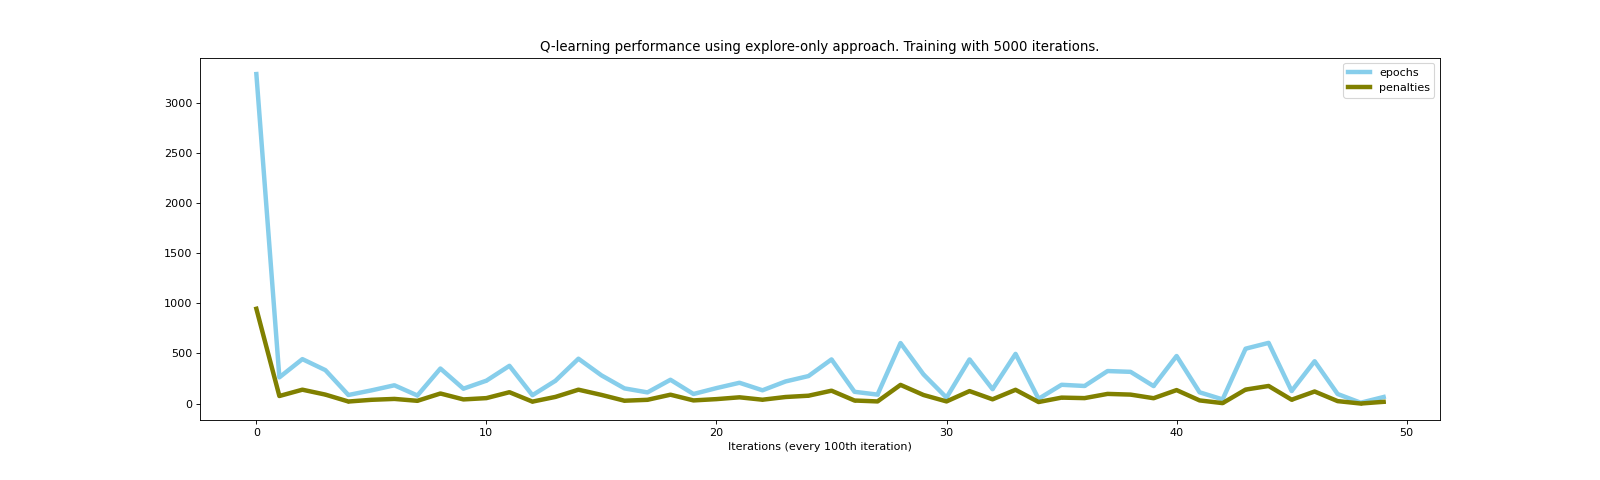 Q-learning performance using explore-only approach. Training with 5000 iterations.
epochs
penalties
3000
2500
2000
1500
1000
500
0
0 10 20 30 40 50
Iterations (every 100th iteration)